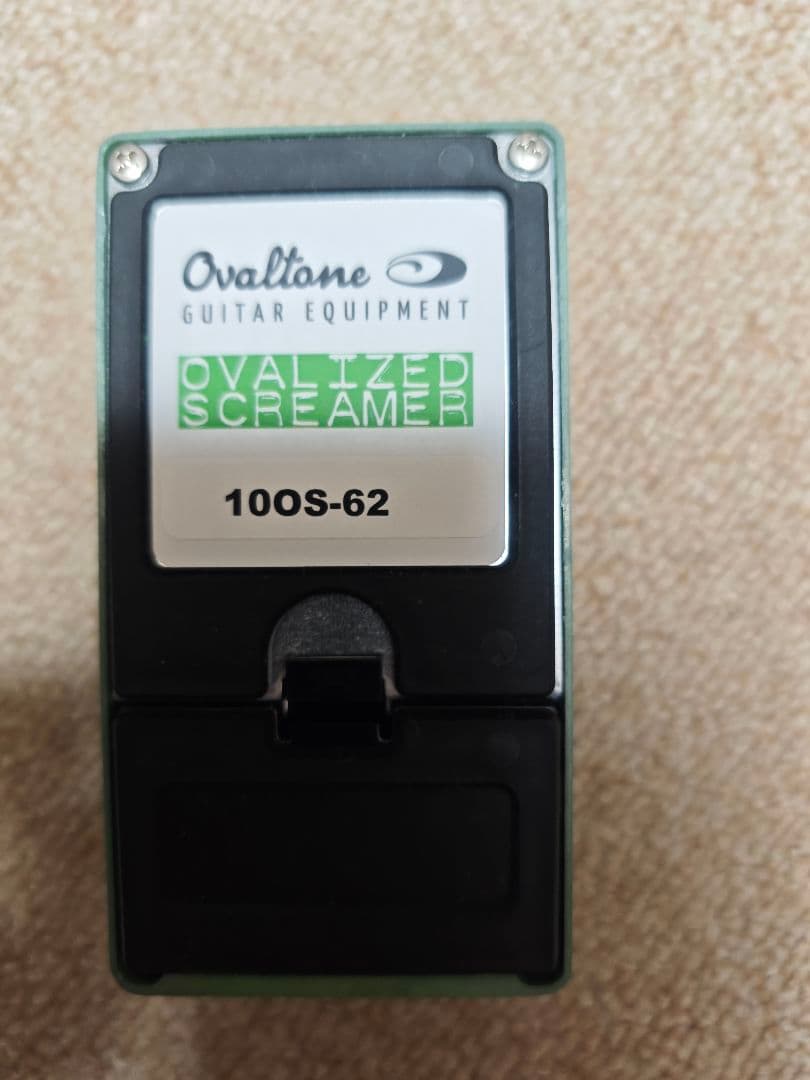 Ovaltone
GUITAR EQUIPMENT
OVALIZED
SCREAMER
10OS-62